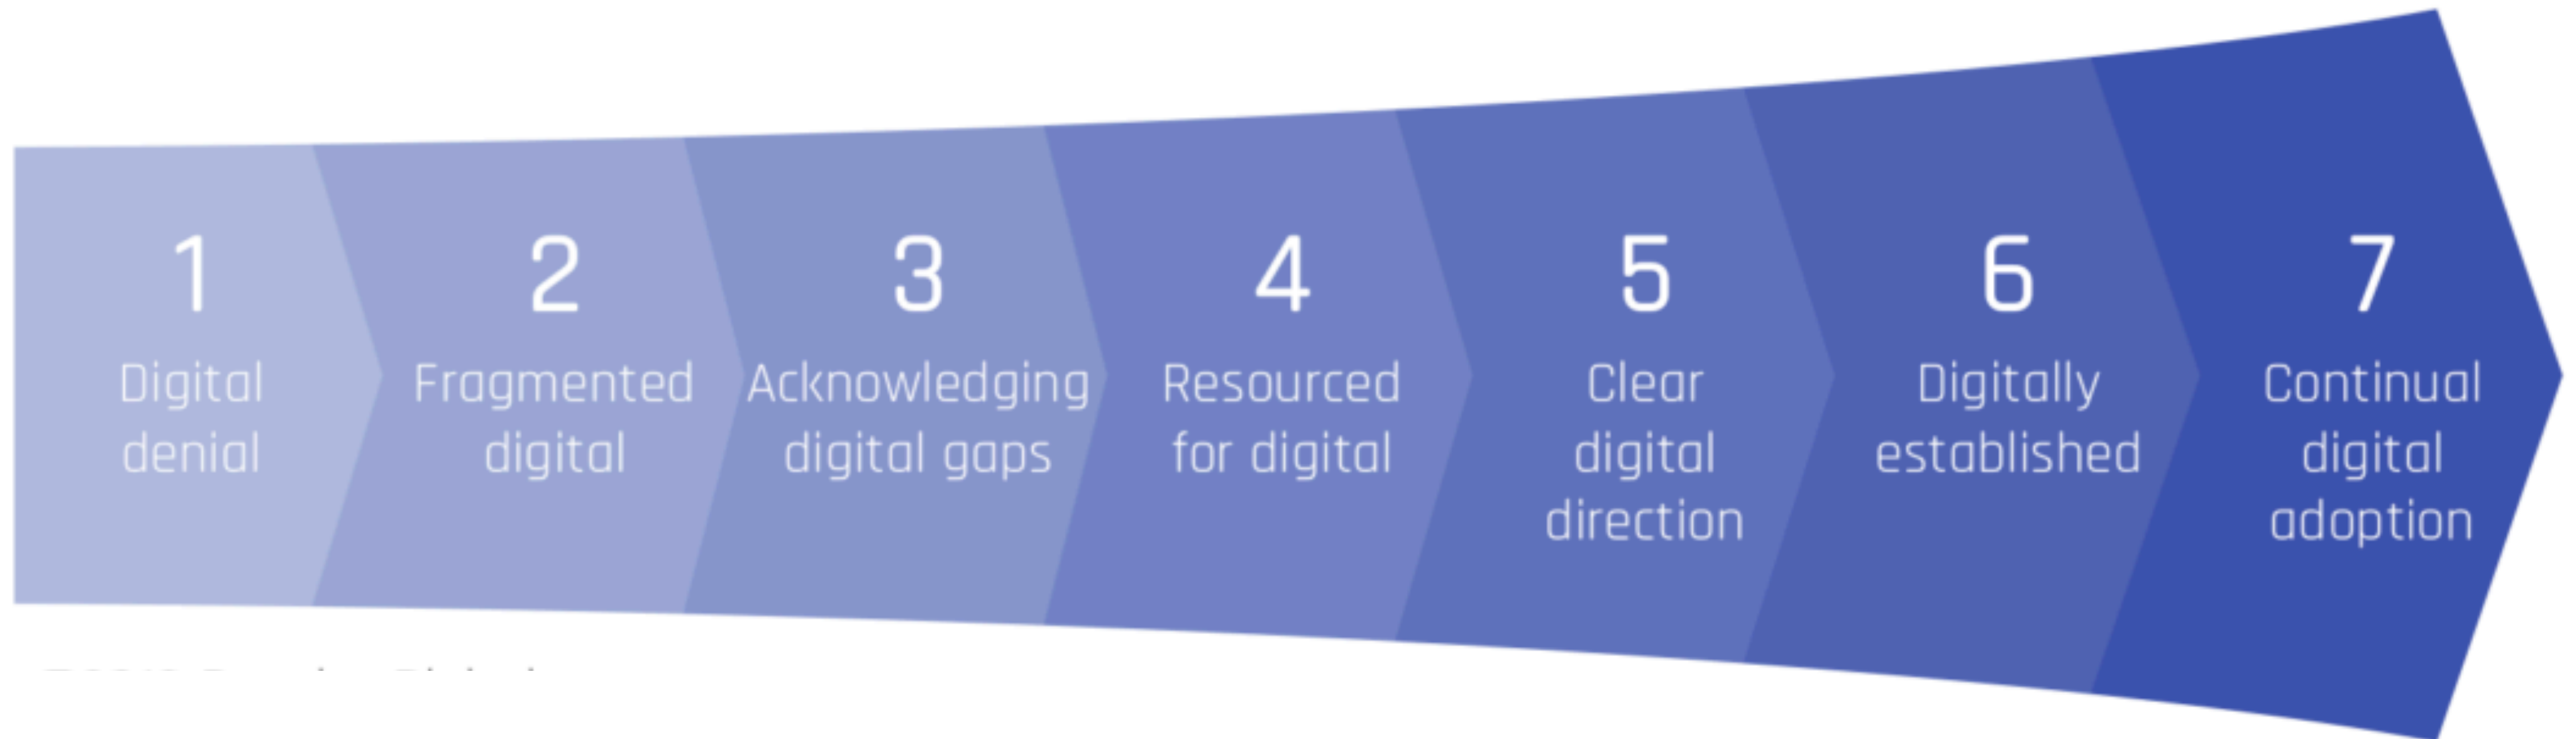 1
Digital
denial
2
Fragmented
digital
3
Acknowledging
digital gaps
4
Resourced
for digital
5
Clear
digital
direction
6
Digitally
established
7
Continual
digital
adoption